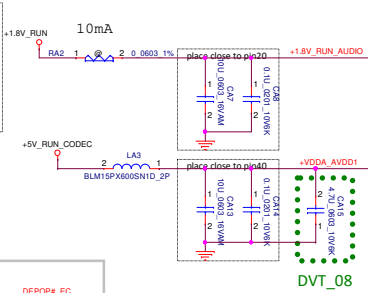 10mA
+1.8V_RUN
RA2 1 @ 2 0_0603_1%
place close to pin20
+1.8V_RUN_AUDIO
1
2
CA7
10U_0603_16VAM
1
2
CA8
0.1U_0201_10V6K
+5V_RUN_CODEC
LA3
2 1
BLM15PX600SN1D_2P
place close to pin40
+VDDA_AVDD1
1
2
CA13
10U_0603_16VAM
1
2
CA14
0.1U_0201_10V6K
2
1
CA15
4.7U_0603_10V6K
DVT_08
DEPOP#_EC